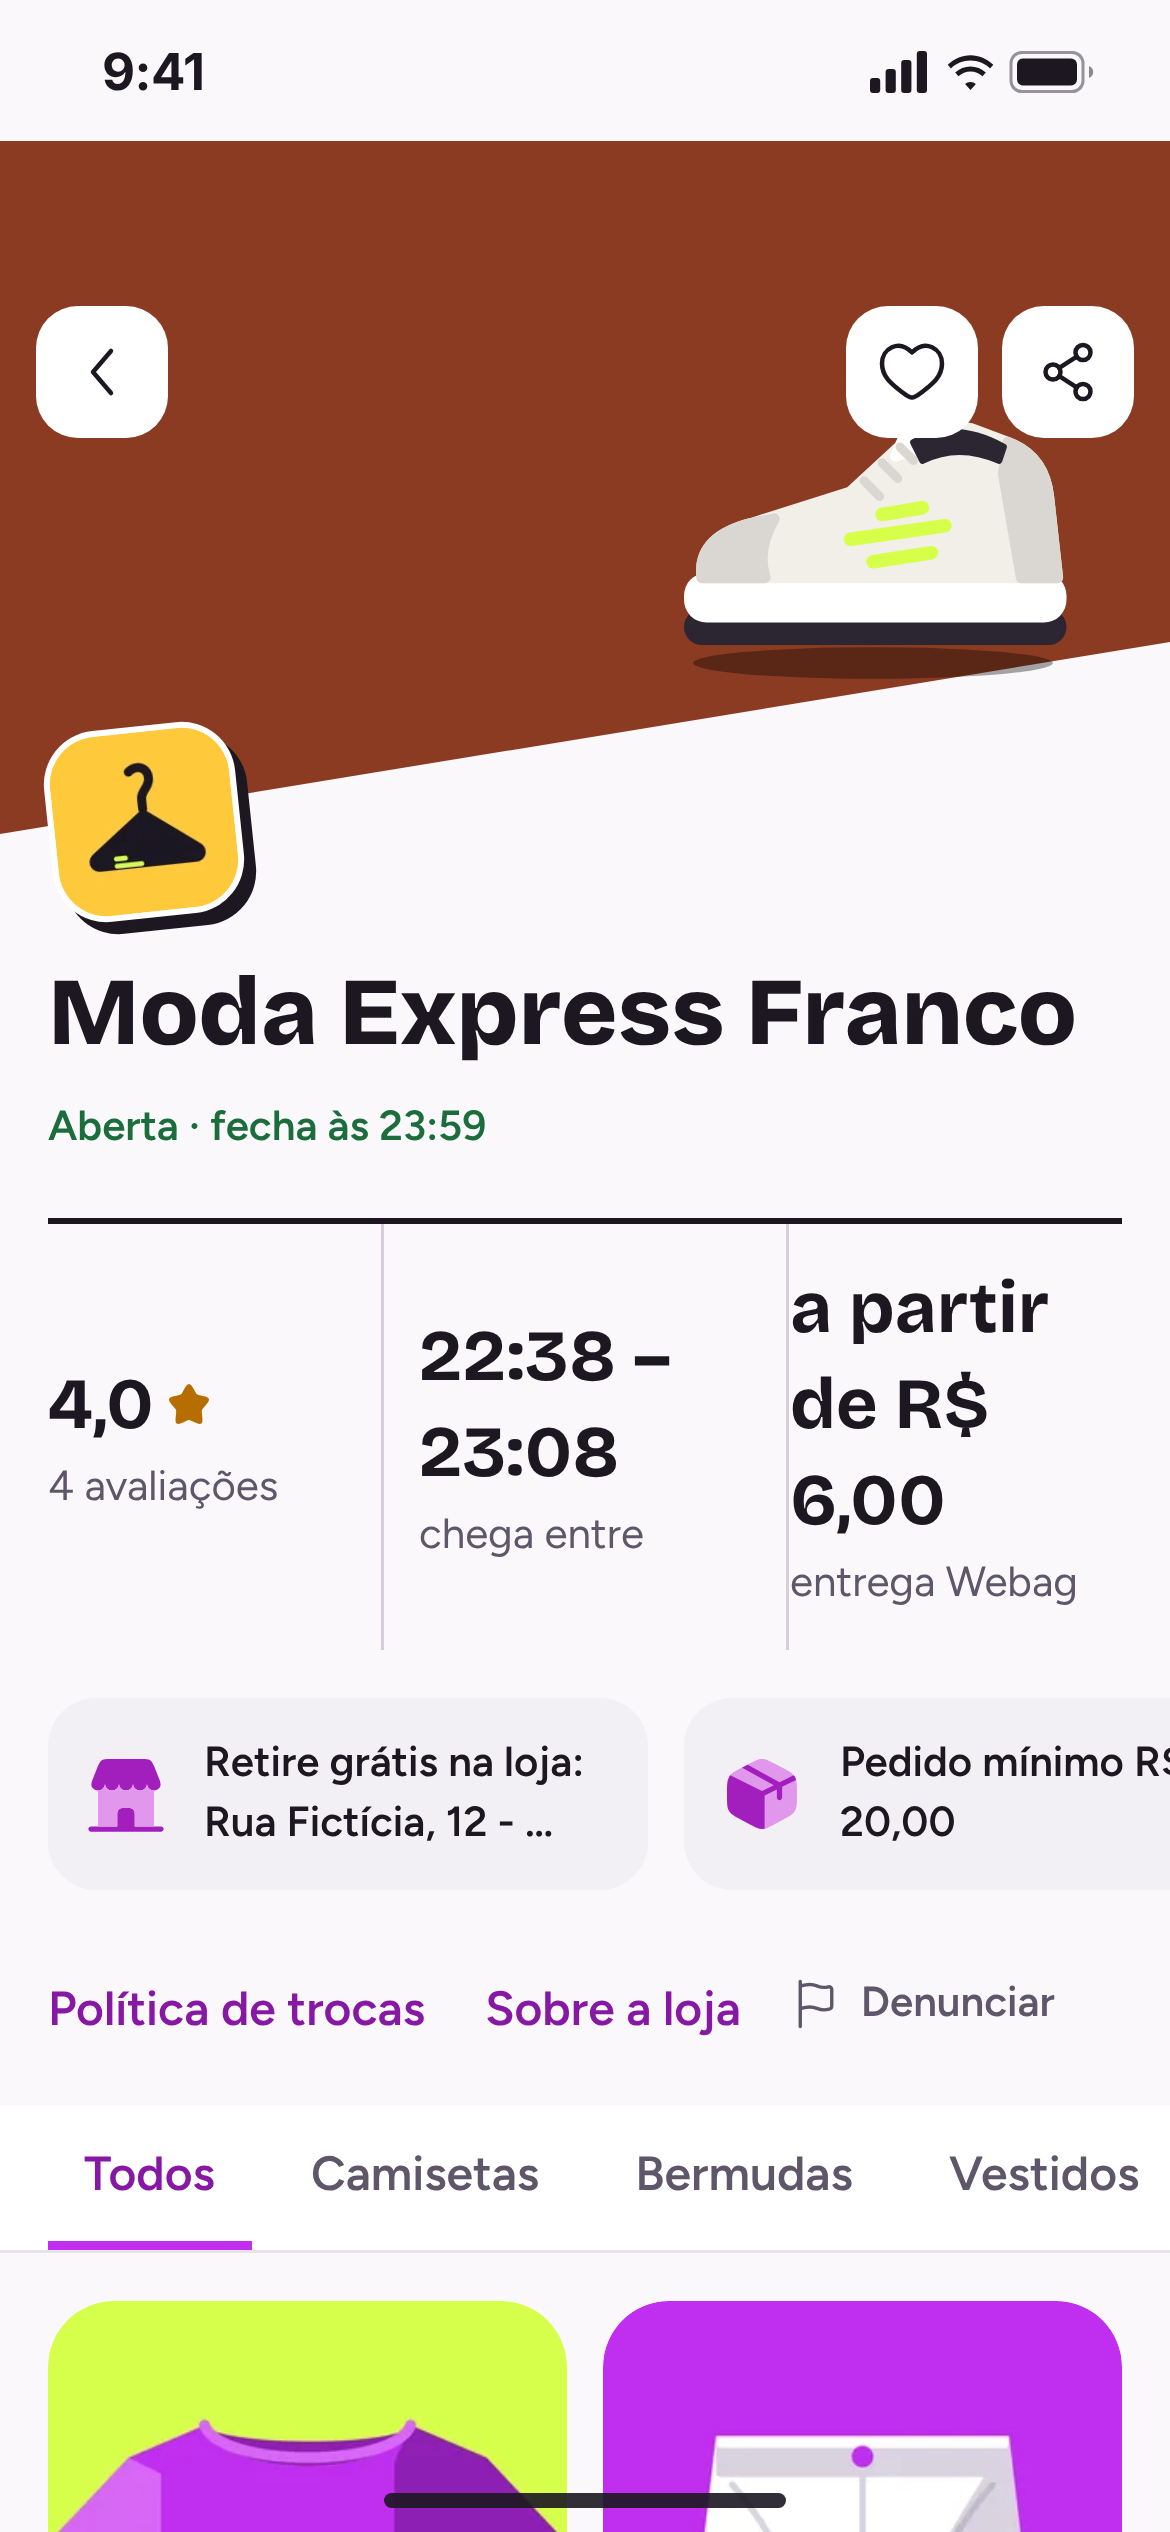 9:41
Moda Express Franco
Aberta · fecha às 23:59
4,0
4 avaliações
22:38 –
23:08
chega entre
a partir
de R$
6,00
entrega Webag
Retire grátis na loja:
Rua Fictícia, 12 - ...
Pedido mínimo R$
20,00
Política de trocas
Sobre a loja
Denunciar
Todos
Camisetas
Bermudas
Vestidos